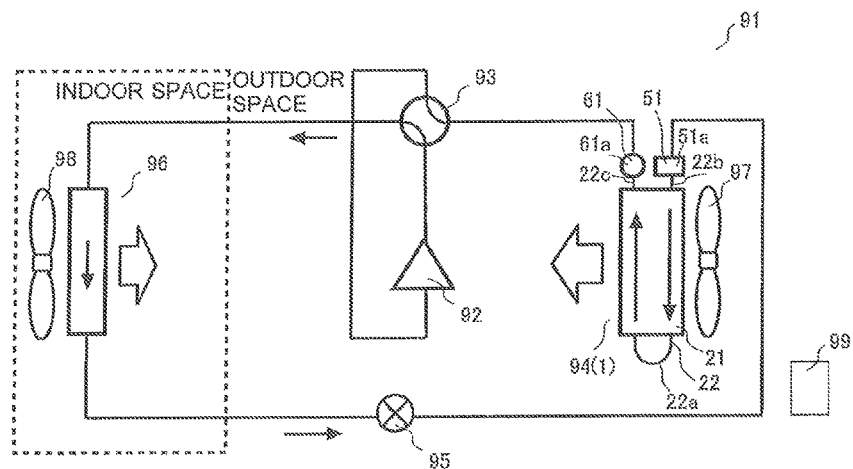 91
INDOOR SPACE
OUTDOOR
SPACE
93
61
51
61a
51a
22c
22b
97
98
96
92
94(1)
21
22
22a
99
95